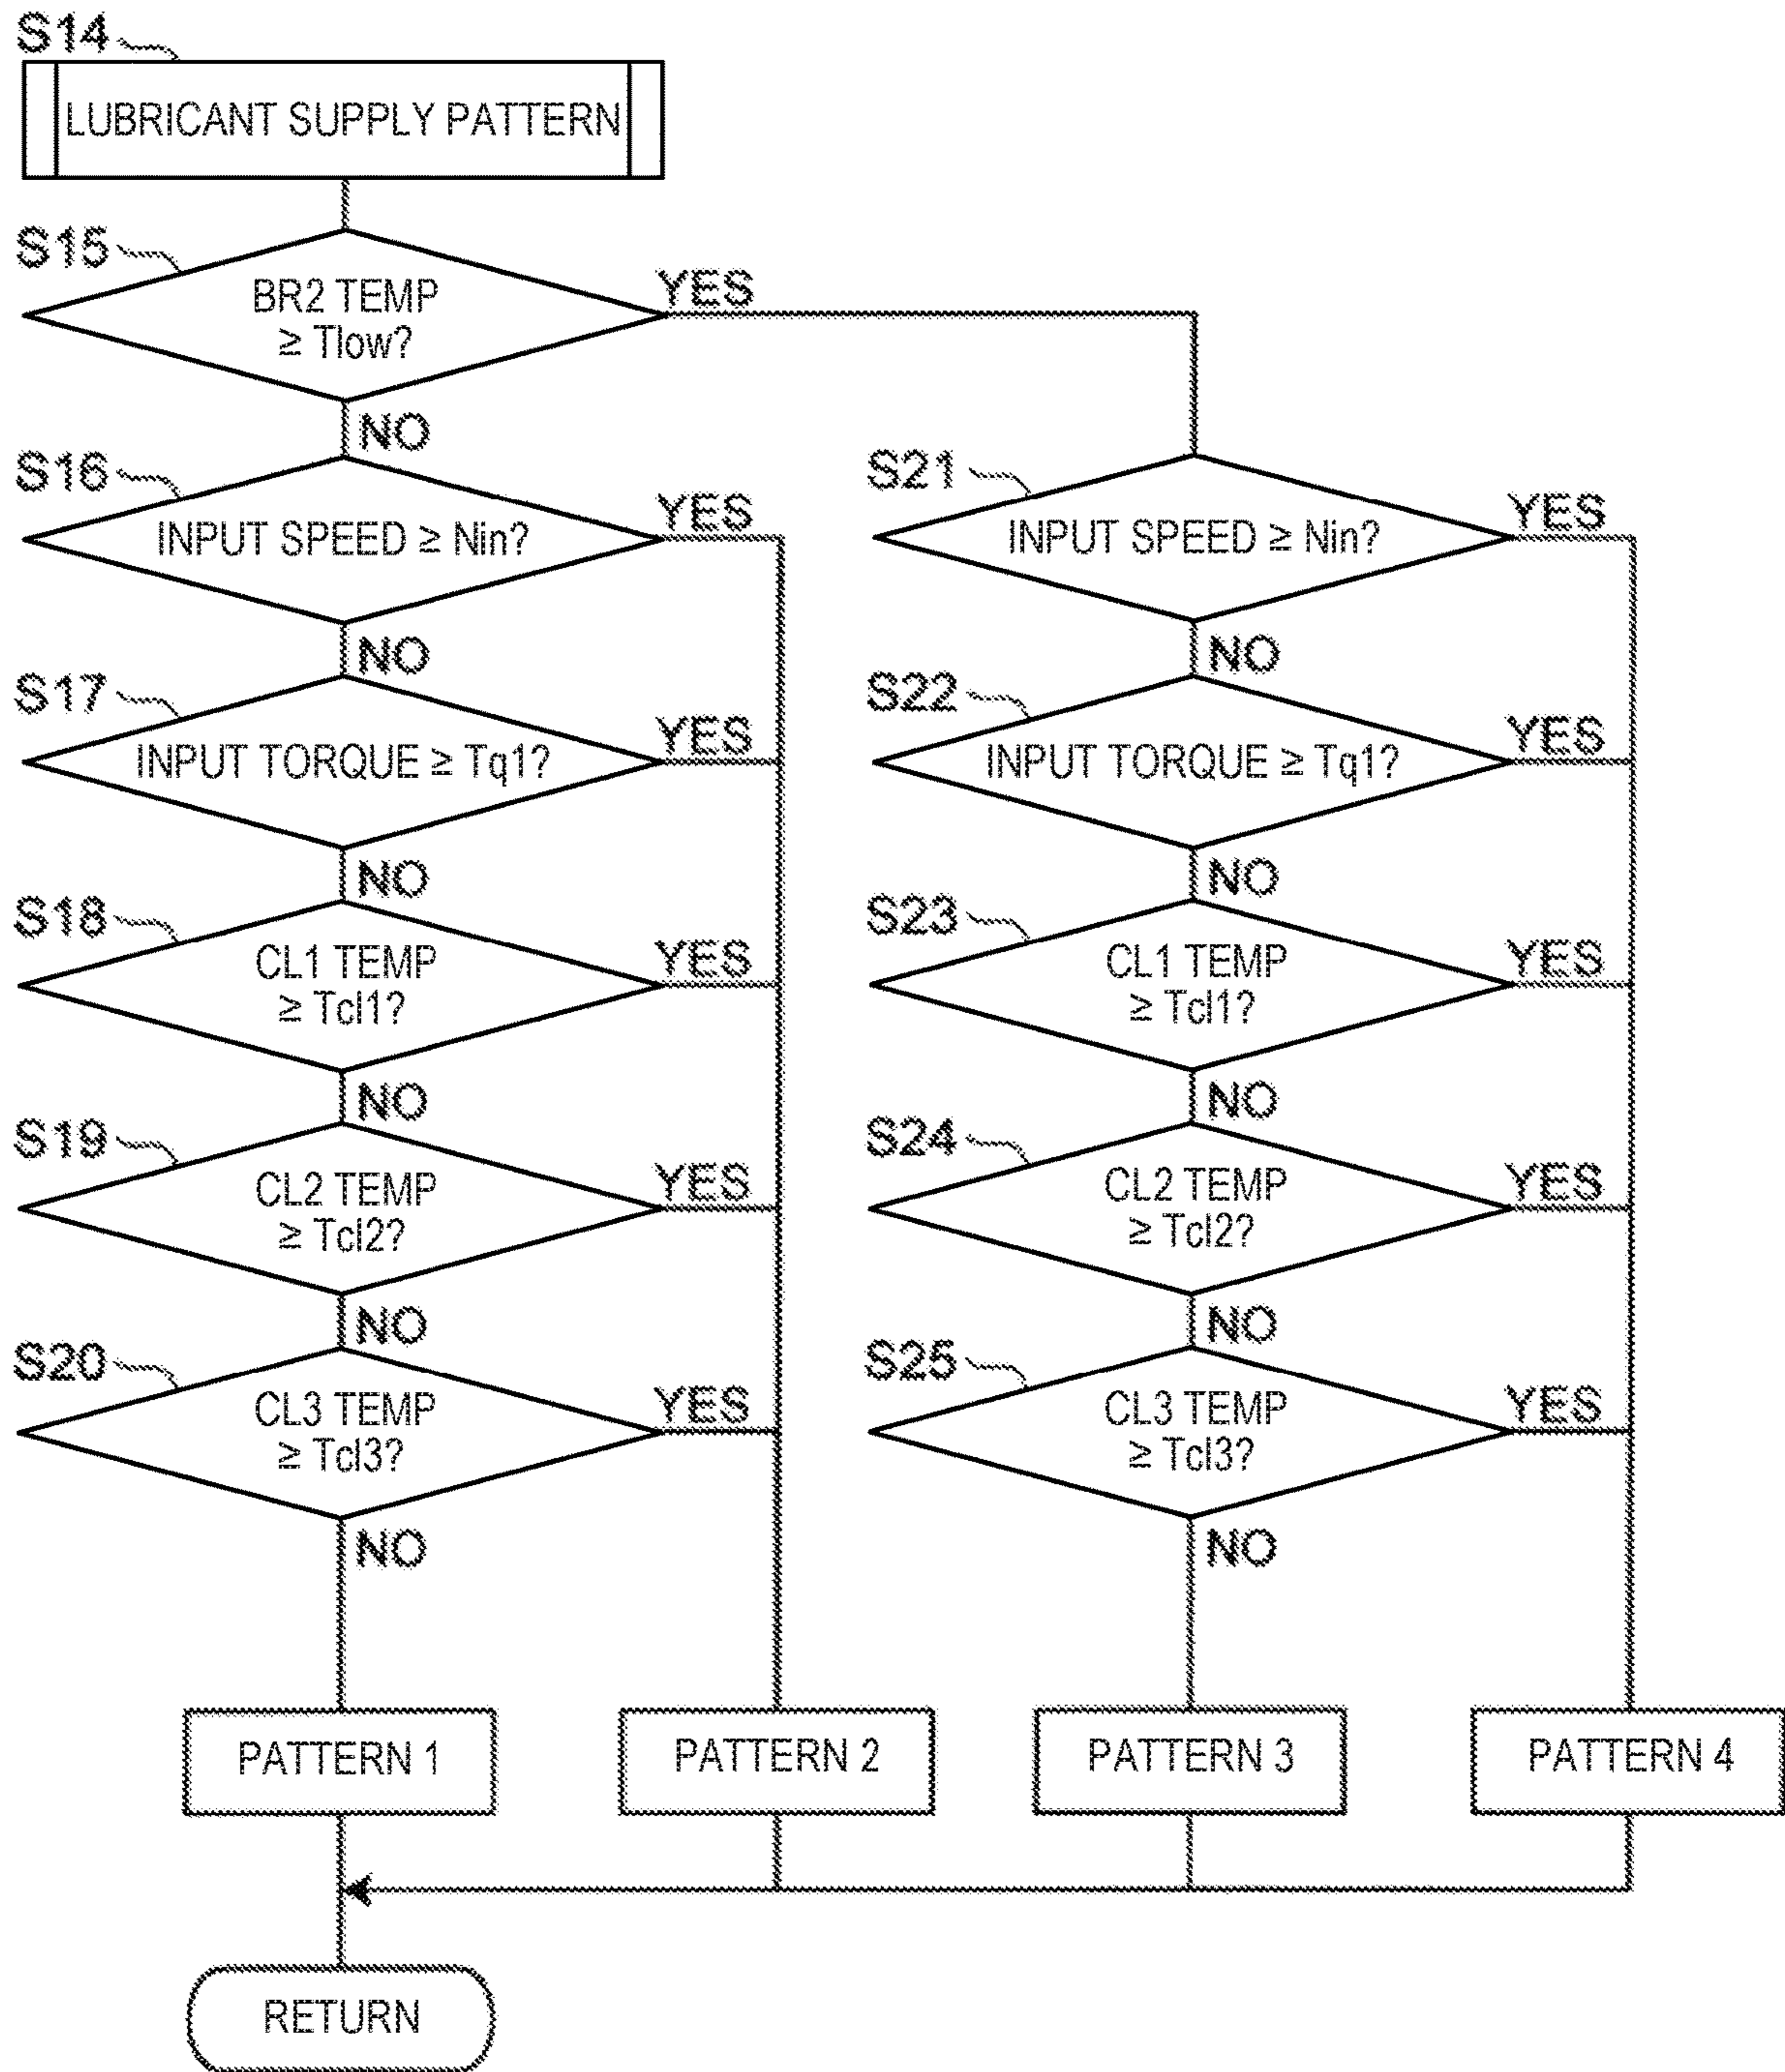 S14
LUBRICANT SUPPLY PATTERN
S15
BR2 TEMP
≥ Tlow?
YES
NO
S16
INPUT SPEED ≥ Nin?
YES
NO
S17
INPUT TORQUE ≥ Tq1?
YES
NO
S18
CL1 TEMP
≥ Tcl1?
YES
NO
S19
CL2 TEMP
≥ Tcl2?
YES
NO
S20
CL3 TEMP
≥ Tcl3?
YES
NO
S21
INPUT SPEED ≥ Nin?
YES
NO
S22
INPUT TORQUE ≥ Tq1?
YES
NO
S23
CL1 TEMP
≥ Tcl1?
YES
NO
S24
CL2 TEMP
≥ Tcl2?
YES
NO
S25
CL3 TEMP
≥ Tcl3?
YES
NO
PATTERN 1
PATTERN 2
PATTERN 3
PATTERN 4
RETURN